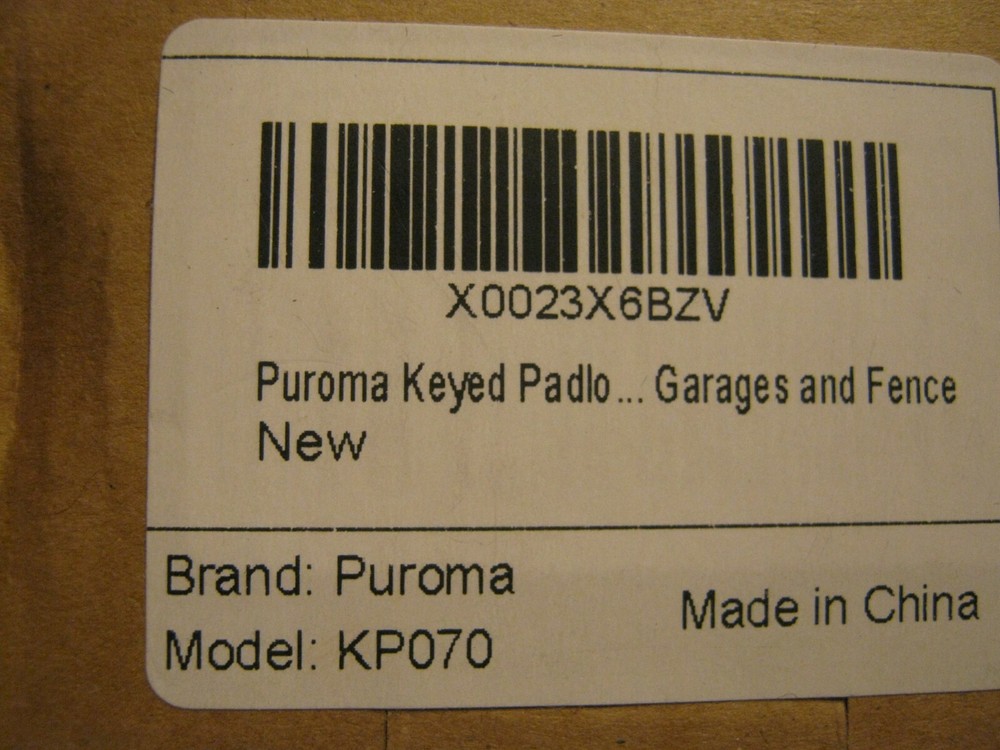 X0023X6BZV
Puroma Keyed Padlo... Garages and Fence
New
Brand: Puroma
Made in China
Model: KP070